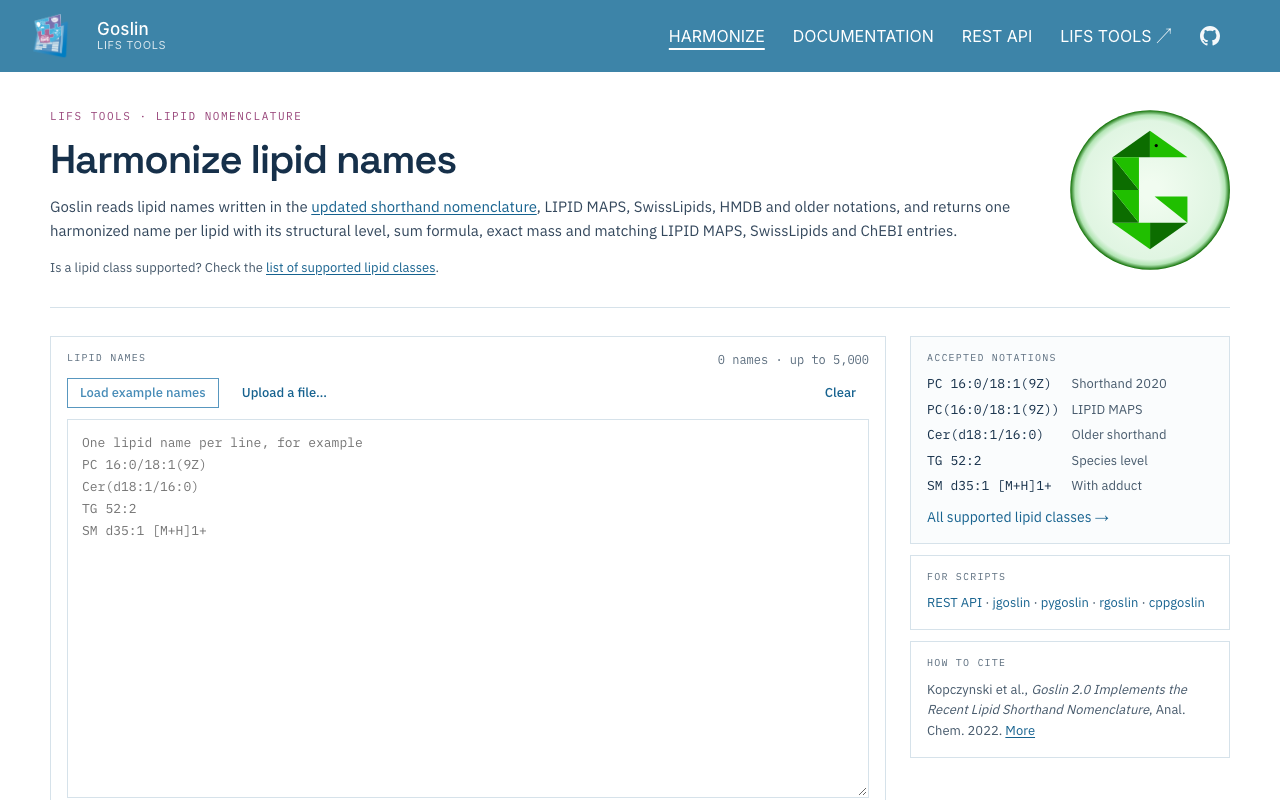 Goslin
LIFS TOOLS
HARMONIZE
DOCUMENTATION
REST API
LIFS TOOLS ↗
LIFS TOOLS · LIPID NOMENCLATURE
Harmonize lipid names
Goslin reads lipid names written in the updated shorthand nomenclature, LIPID MAPS, SwissLipids, HMDB and older notations, and returns one
harmonized name per lipid with its structural level, sum formula, exact mass and matching LIPID MAPS, SwissLipids and ChEBI entries.
Is a lipid class supported? Check the list of supported lipid classes.
LIPID NAMES
0 names · up to 5,000
Load example names
Upload a file…
Clear
One lipid name per line, for example
PC 16:0/18:1(9Z)
Cer(d18:1/16:0)
TG 52:2
SM d35:1 [M+H]1+
ACCEPTED NOTATIONS
PC 16:0/18:1(9Z) Shorthand 2020
PC(16:0/18:1(9Z)) LIPID MAPS
Cer(d18:1/16:0) Older shorthand
TG 52:2 Species level
SM d35:1 [M+H]1+ With adduct
All supported lipid classes →
FOR SCRIPTS
REST API · jgoslin · pygoslin · rgoslin · cppgoslin
HOW TO CITE
Kopczynski et al., Goslin 2.0 Implements the
Recent Lipid Shorthand Nomenclature, Anal.
Chem. 2022. More